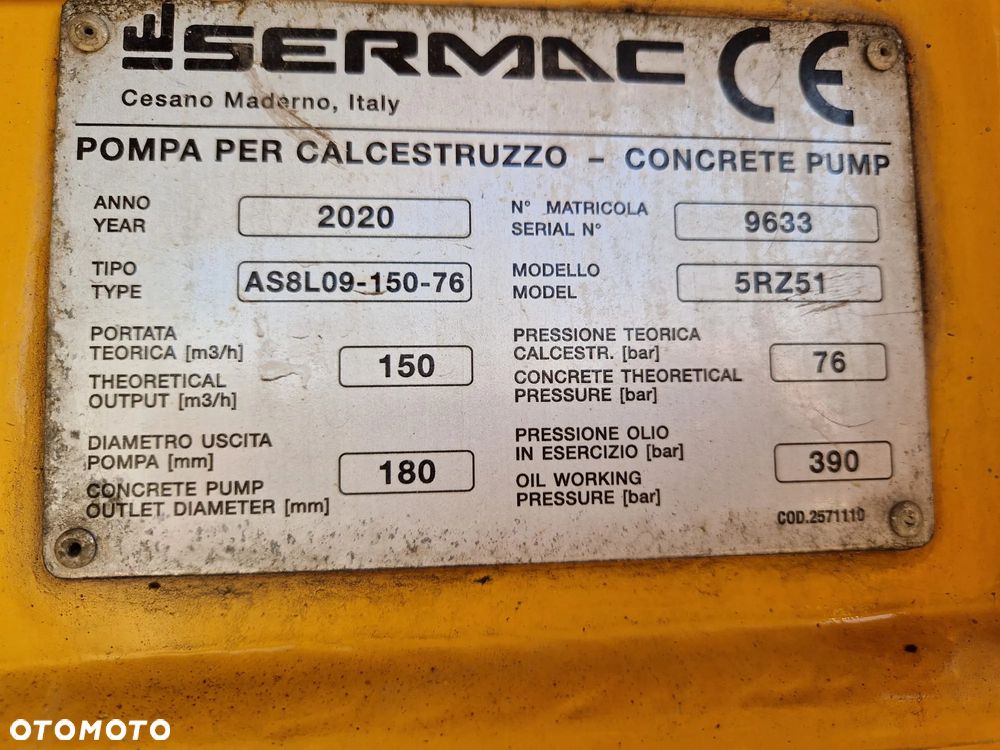 SERMAC CE
Cesano Maderno, Italy
POMPA PER CALCESTRUZZO - CONCRETE PUMP
ANNO
YEAR
2020
N° MATRICOLA
SERIAL N°
9633
TIPO
TYPE
AS8L09-150-76
MODELLO
MODEL
5RZ51
PORTATA
TEORICA [m3/h]
THEORETICAL
OUTPUT [m3/h]
150
PRESSIONE TEORICA
CALCESTR. [bar]
CONCRETE THEORETICAL
PRESSURE [bar]
76
DIAMETRO USCITA
POMPA [mm]
CONCRETE PUMP
OUTLET DIAMETER [mm]
180
PRESSIONE OLIO
IN ESERCIZIO [bar]
OIL WORKING
PRESSURE [bar]
390
COD.2571110
OTOMOTO